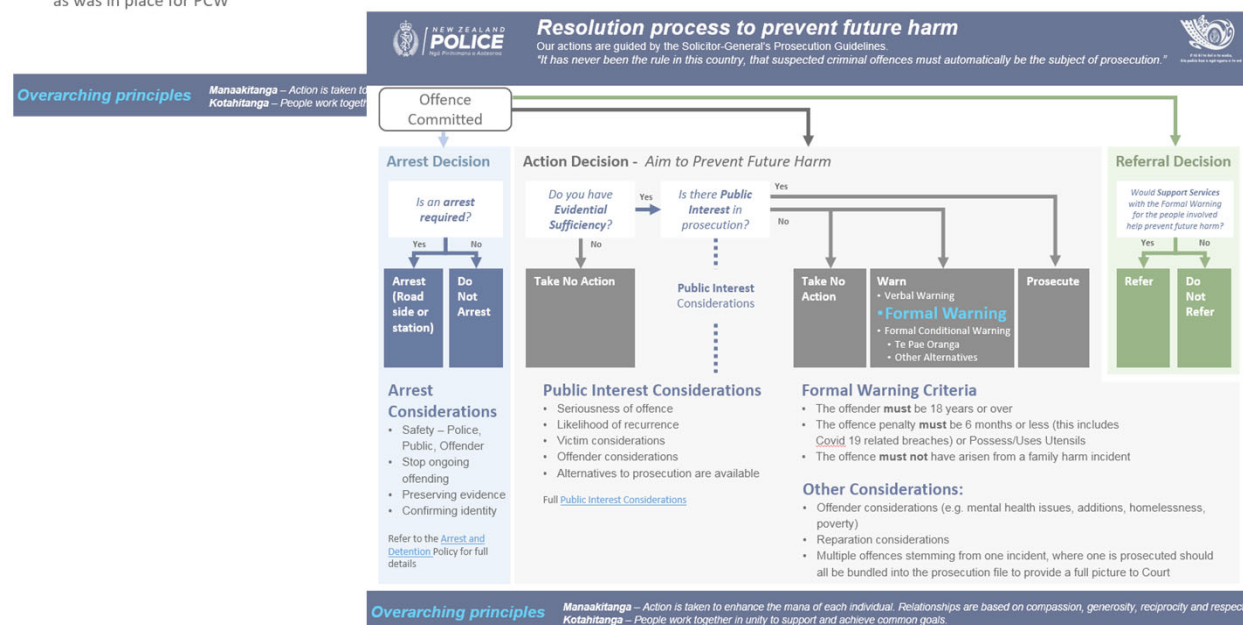 as was in place for PCW
Overarching principles
Manaakitanga – Action is taken to
Kotahitanga – People work togeth
NEW ZEALAND
POLICE
Ngā Pirihimana o Aotearoa
Resolution process to prevent future harm
Our actions are guided by the Solicitor-General's Prosecution Guidelines.
"It has never been the rule in this country, that suspected criminal offences must automatically be the subject of prosecution."
Offence
Committed
Arrest Decision
Is an arrest
required?
Yes
No
Arrest
(Road
side or
station)
Do
Not
Arrest
Arrest
Considerations
• Safety – Police,
Public, Offender
• Stop ongoing
offending
• Preserving evidence
• Confirming identity
Refer to the Arrest and
Detention Policy for full
details
Action Decision - Aim to Prevent Future Harm
Do you have
Evidential
Sufficiency?
Yes
Is there Public
Interest in
prosecution?
Yes
No
No
Take No Action
Public Interest
Considerations
Take No
Action
Warn
• Verbal Warning
• Formal Warning
• Formal Conditional Warning
• Te Pae Oranga
• Other Alternatives
Prosecute
Public Interest Considerations
• Seriousness of offence
• Likelihood of recurrence
• Victim considerations
• Offender considerations
• Alternatives to prosecution are available
Full Public Interest Considerations
Formal Warning Criteria
• The offender must be 18 years or over
• The offence penalty must be 6 months or less (this includes
Covid 19 related breaches) or Possess/Uses Utensils
• The offence must not have arisen from a family harm incident
Other Considerations:
• Offender considerations (e.g. mental health issues, additions, homelessness,
poverty)
• Reparation considerations
• Multiple offences stemming from one incident, where one is prosecuted should
all be bundled into the prosecution file to provide a full picture to Court
Referral Decision
Would Support Services
with the Formal Warning
for the people involved
help prevent future harm?
Yes
No
Refer
Do
Not
Refer
Overarching principles
Manaakitanga – Action is taken to enhance the mana of each individual. Relationships are based on compassion, generosity, reciprocity and respect
Kotahitanga – People work together in unity to support and achieve common goals.